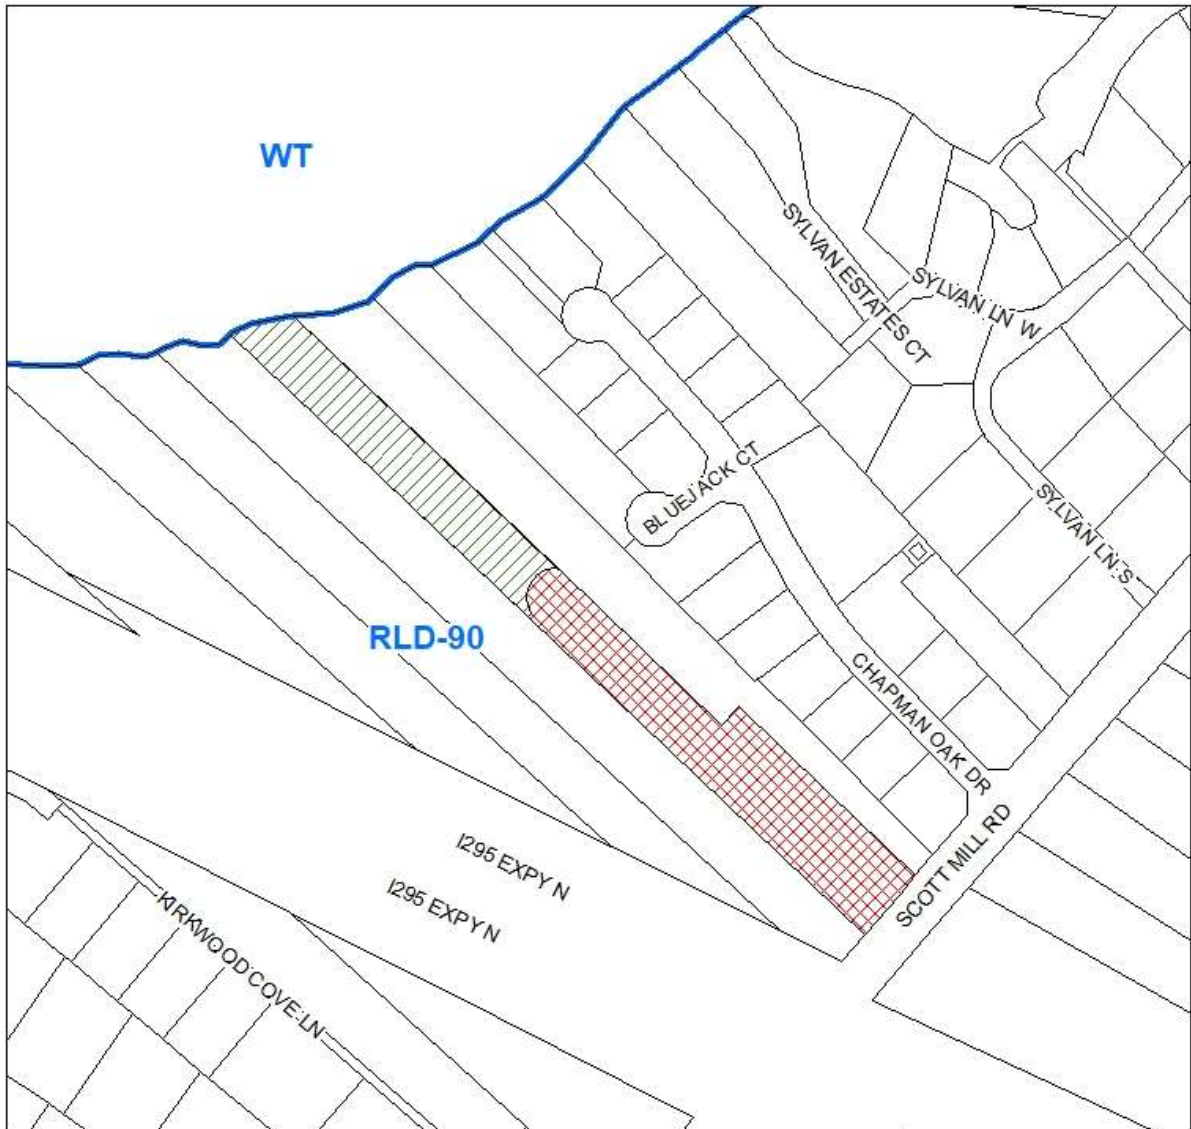 WT
SYLVAN ESTATES CT
SYLVAN LN W
BLUEJACK CT
SYLVAN LN S
RLD-90
CHAPMAN OAK DR
SCOTT MILL RD
I295 EXPY N
I295 EXPY N
KIRKWOOD COVE LN